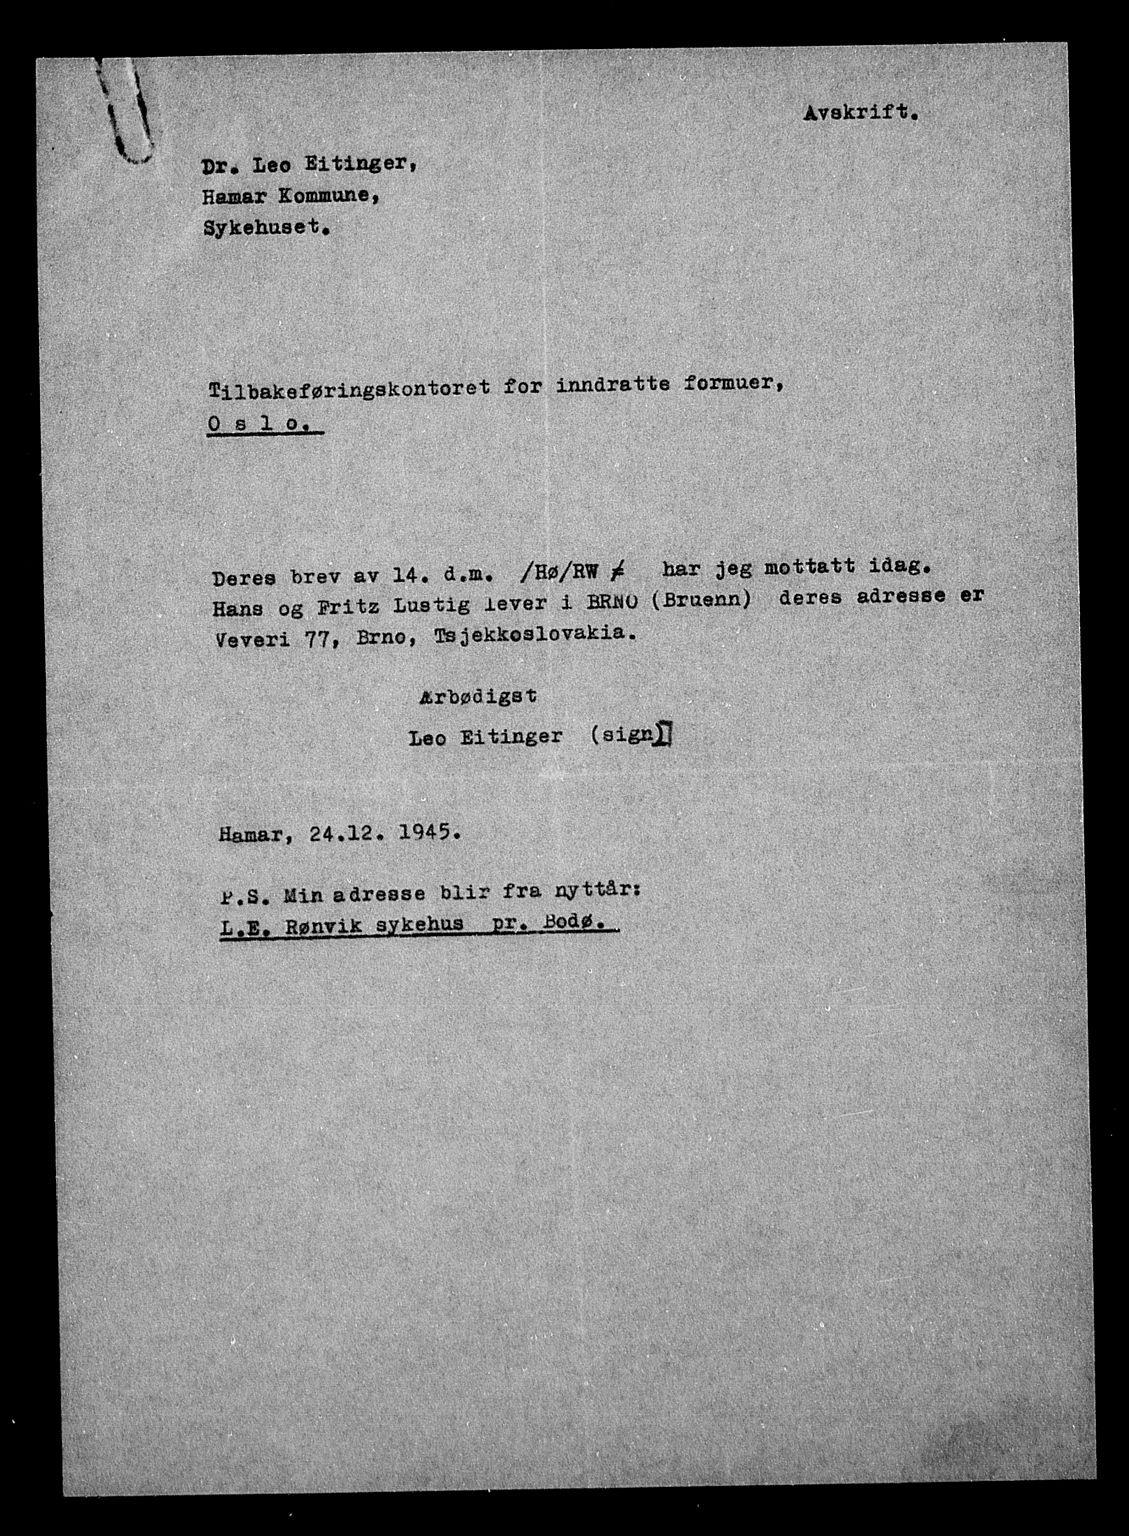 Avskrift.
Dr. Leo Eitinger,
Hamar Kommune,
Sykehuset.
Tilbakeføringskontoret for inndratte formuer,
O s l o.
Deres brev av 14. d.m. /Hø/RW / har jeg mottatt idag.
Hans og Fritz Lustig lever i BRNO (Bruenn) deres adresse er
Veveri 77, Brno, Tsjekkoslovakia.
Ærbødigst
Leo Eitinger (sign)
Hamar, 24.12. 1945.
P.S. Min adresse blir fra nyttår:
L.E. Rønvik sykehus pr. Bodø.